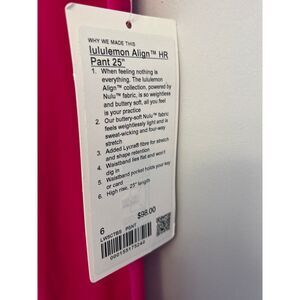 WHY WE MADE THIS
lululemon Align™ HR
Pant 25"
1. When feeling nothing is
everything. The lululemon
Align™ collection, powered by
Nulu™ fabric, is so weightless
and buttery soft, all you feel
is your practice
2. Our buttery-soft Nulu™ fabric
feels weightlessly light and is
sweat-wicking and four-way
stretch
3. Added Lycra® fibre for stretch
and shape retention
4. Waistband lies flat and won't
dig in
5. Waistband pocket holds your key
or card
6. High rise, 25" length
6 $98.00
PSNT